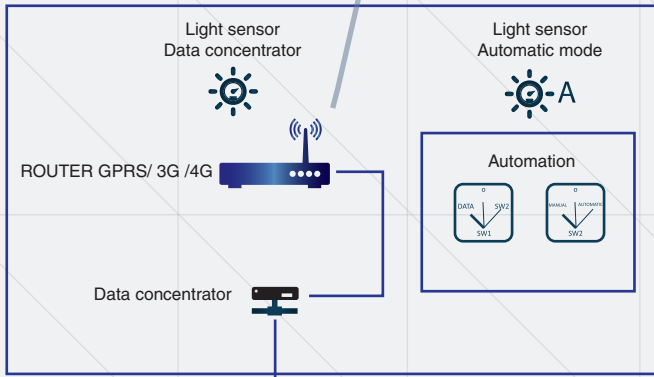 Light sensor
Data concentrator
Light sensor
Automatic mode
A
ROUTER GPRS/ 3G /4G
Automation
0
DATA
SW2
SW1
0
MANUAL
AUTOMATIC
SW2
Data concentrator